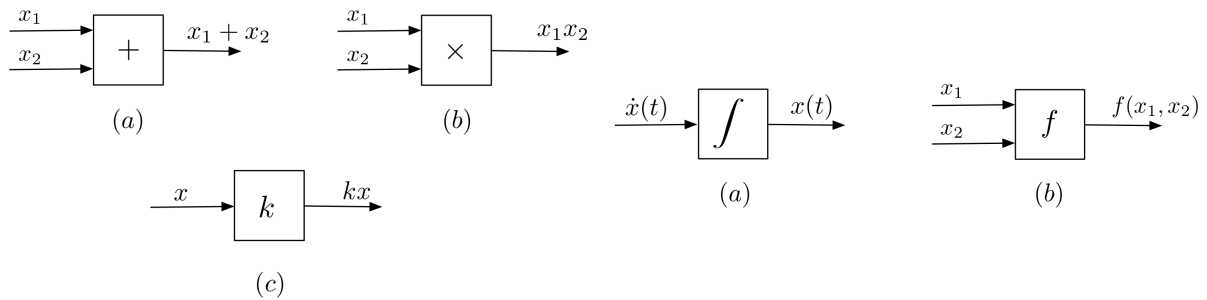 x₁
x₂
+
x₁ + x₂
(a)
x₁
x₂
×
x₁x₂
(b)
x
k
kx
(c)
ẋ(t)
∫
x(t)
(a)
x₁
x₂
f
f(x₁, x₂)
(b)